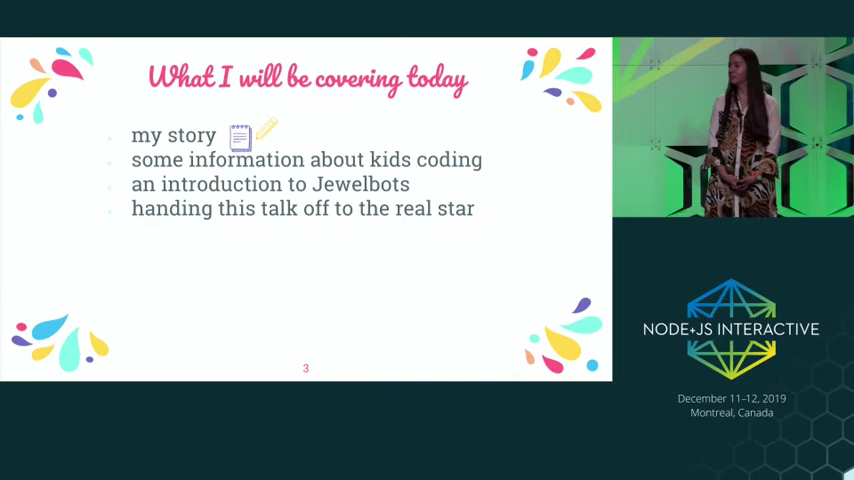 What I will be covering today
my story
some information about kids coding
an introduction to Jewelbots
handing this talk off to the real star
3
NODE+JS INTERACTIVE
December 11–12, 2019
Montreal, Canada